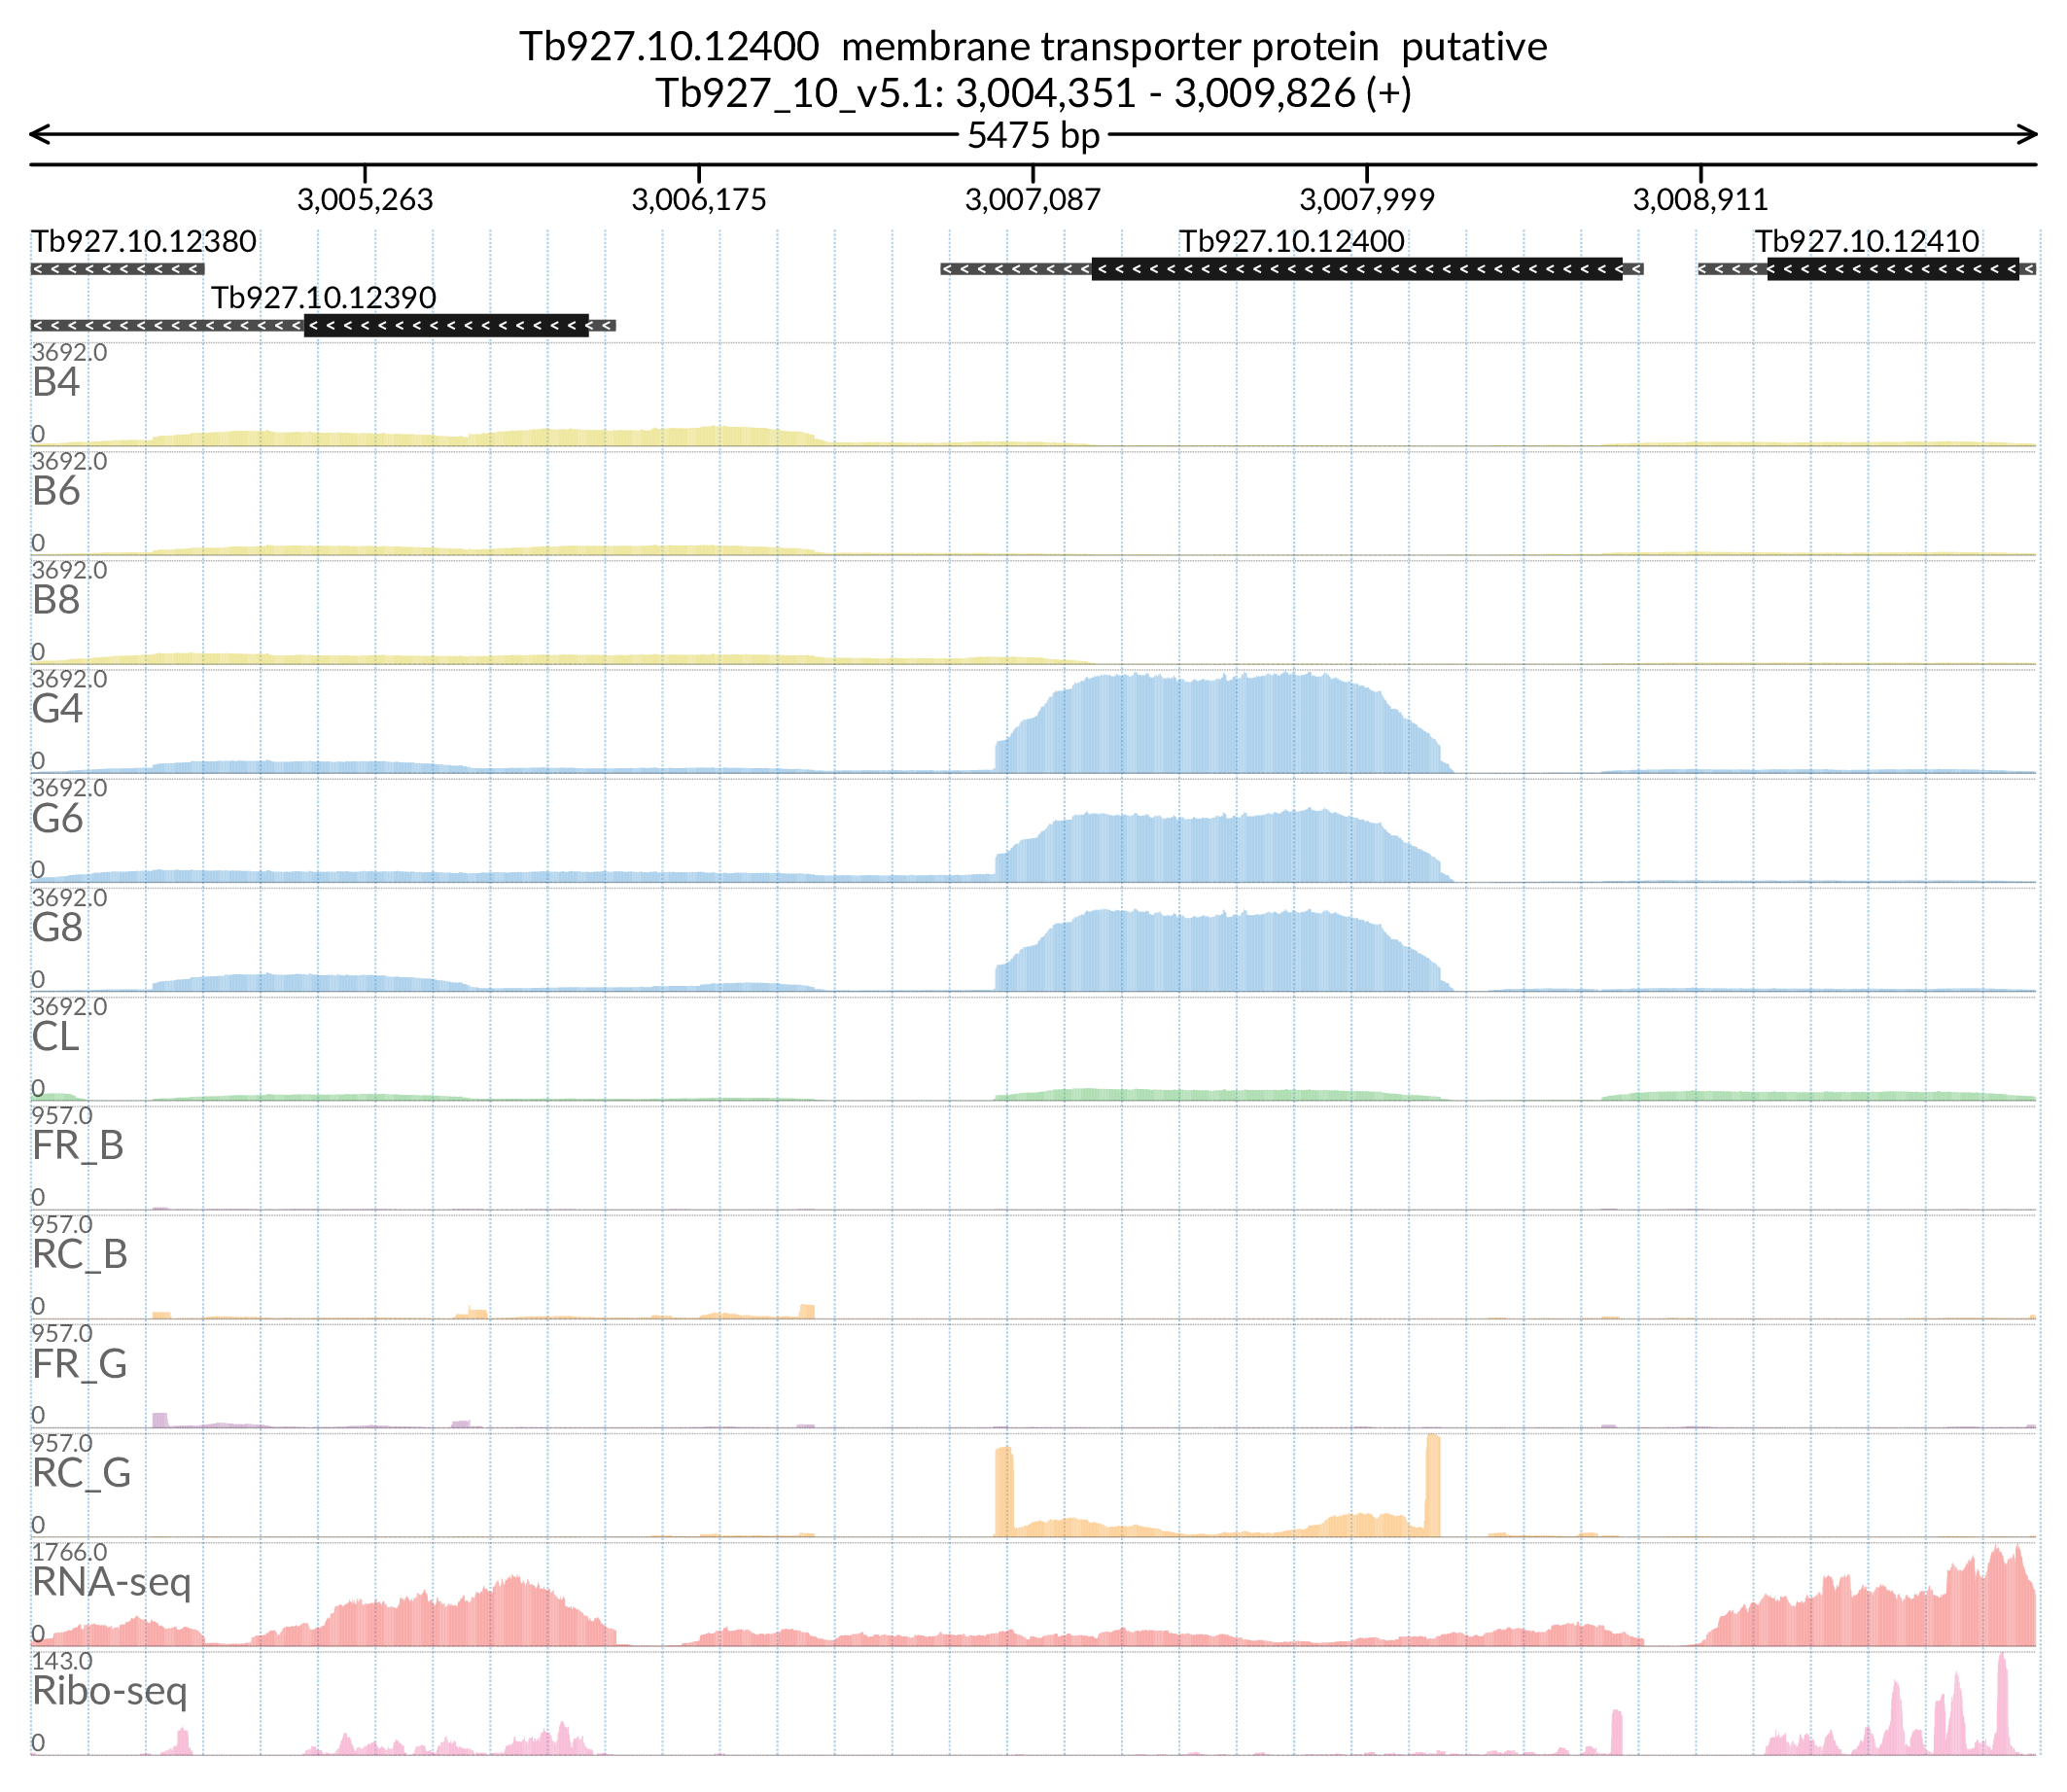 Tb927.10.12400  membrane transporter protein  putative
Tb927_10_v5.1: 3,004,351 - 3,009,826 (+)
5475 bp
3,005,263 3,006,175 3,007,087 3,007,999 3,008,911
Tb927.10.12380 Tb927.10.12400 Tb927.10.12410
Tb927.10.12390
3692.0
B4
0
3692.0
B6
0
3692.0
B8
0
3692.0
G4
0
3692.0
G6
0
3692.0
G8
0
3692.0
CL
0
957.0
FR_B
0
957.0
RC_B
0
957.0
FR_G
0
957.0
RC_G
0
1766.0
RNA-seq
0
143.0
Ribo-seq
0